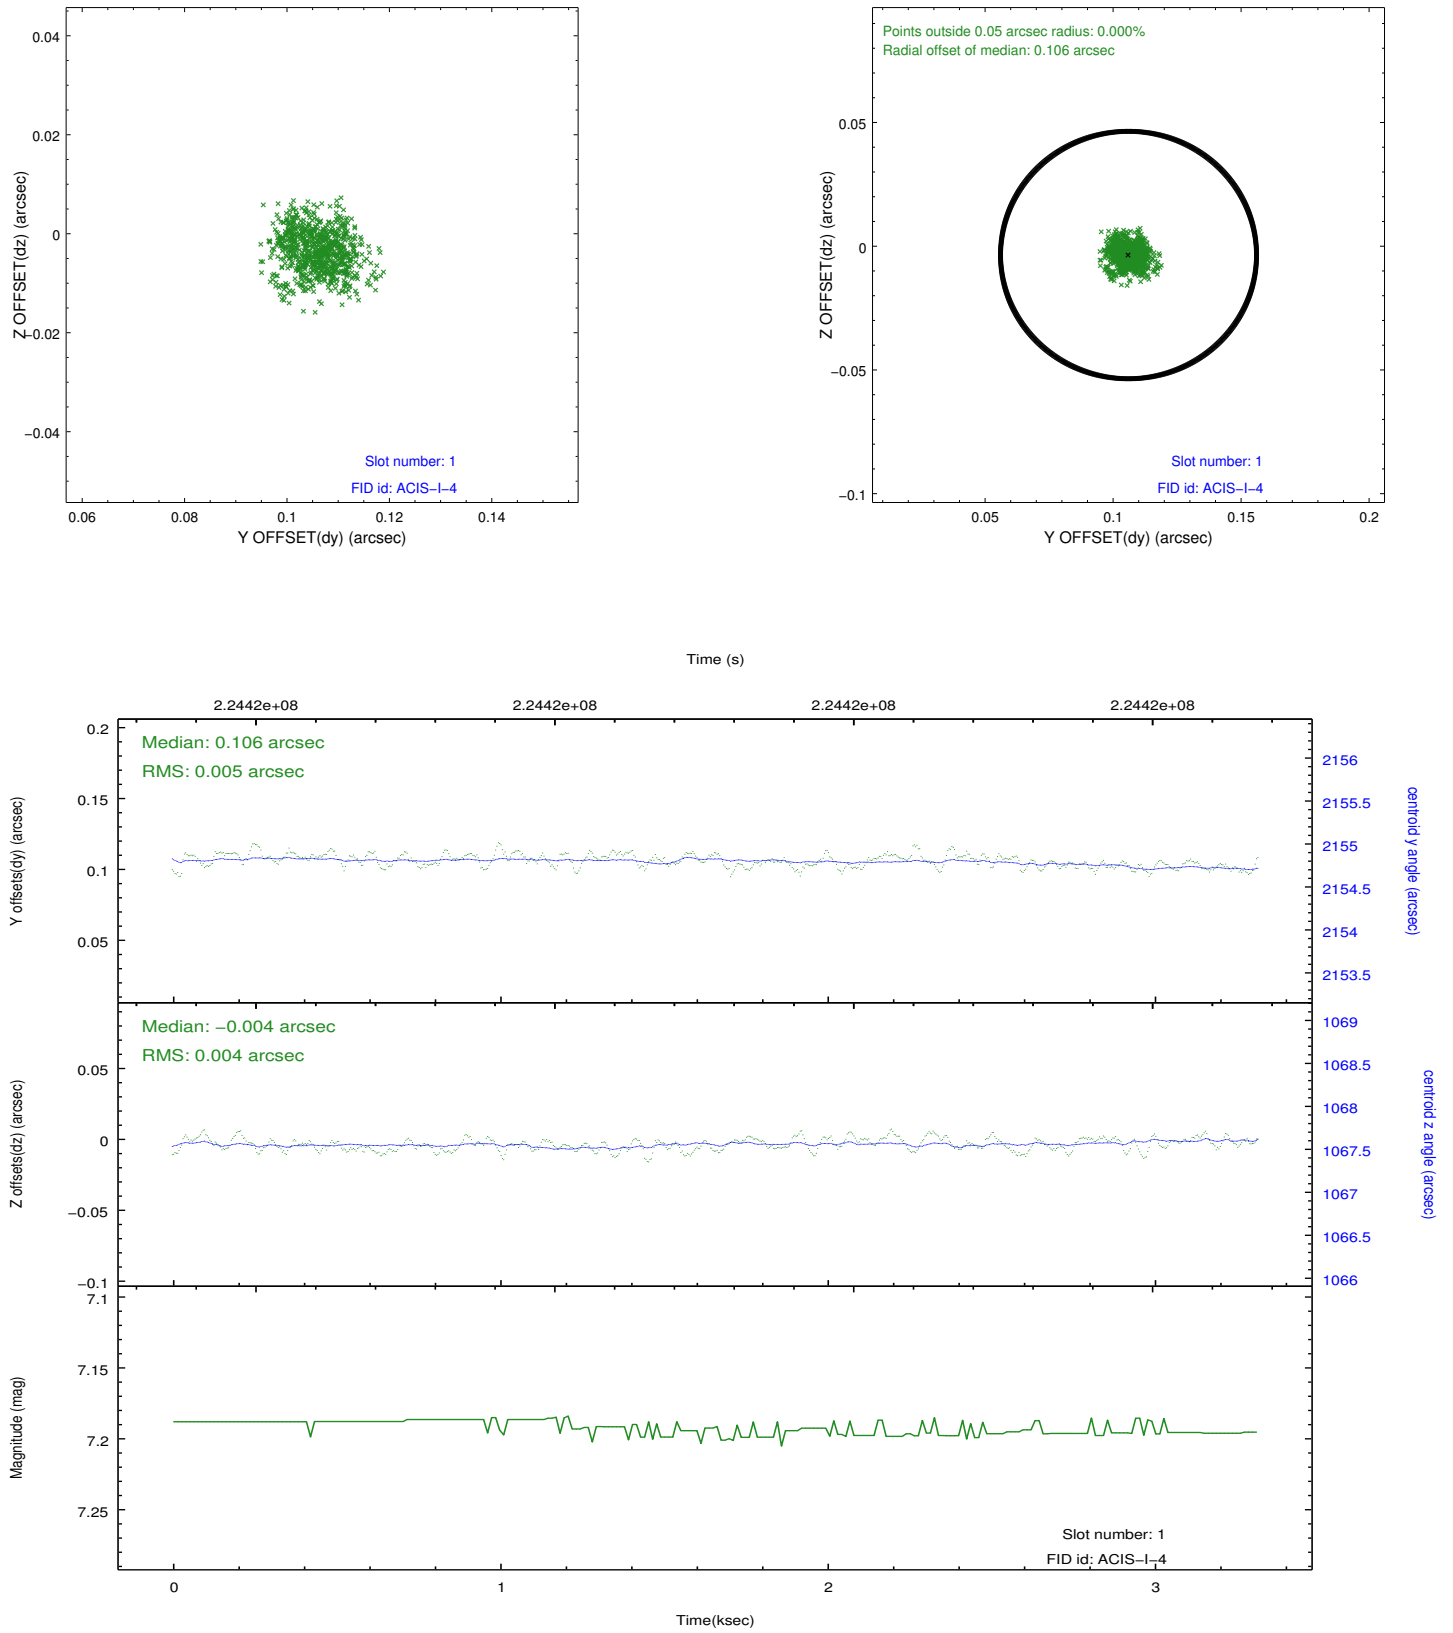 0.04
0.02
0
−0.02
−0.04
Z OFFSET(dz) (arcsec)
Slot number: 1
FID id: ACIS−I−4
0.06 0.08 0.1 0.12 0.14
Y OFFSET(dy) (arcsec)
Points outside 0.05 arcsec radius: 0.000%
Radial offset of median: 0.106 arcsec
0.05
0
−0.05
−0.1
Z OFFSET(dz) (arcsec)
Slot number: 1
FID id: ACIS−I−4
0.05 0.1 0.15 0.2
Y OFFSET(dy) (arcsec)
Time (s)
2.2442e+08 2.2442e+08 2.2442e+08 2.2442e+08
Median: 0.106 arcsec
RMS: 0.005 arcsec
0.2
0.15
0.1
0.05
Y offsets(dy) (arcsec)
2156
2155.5
2155
2154.5
2154
2153.5
centroid y angle (arcsec)
Median: −0.004 arcsec
RMS: 0.004 arcsec
0.05
0
−0.05
−0.1
Z offsets(dz) (arcsec)
1069
1068.5
1068
1067.5
1067
1066.5
1066
centroid z angle (arcsec)
7.1
7.15
7.2
7.25
Magnitude (mag)
Slot number: 1
FID id: ACIS−I−4
0 1 2 3
Time(ksec)